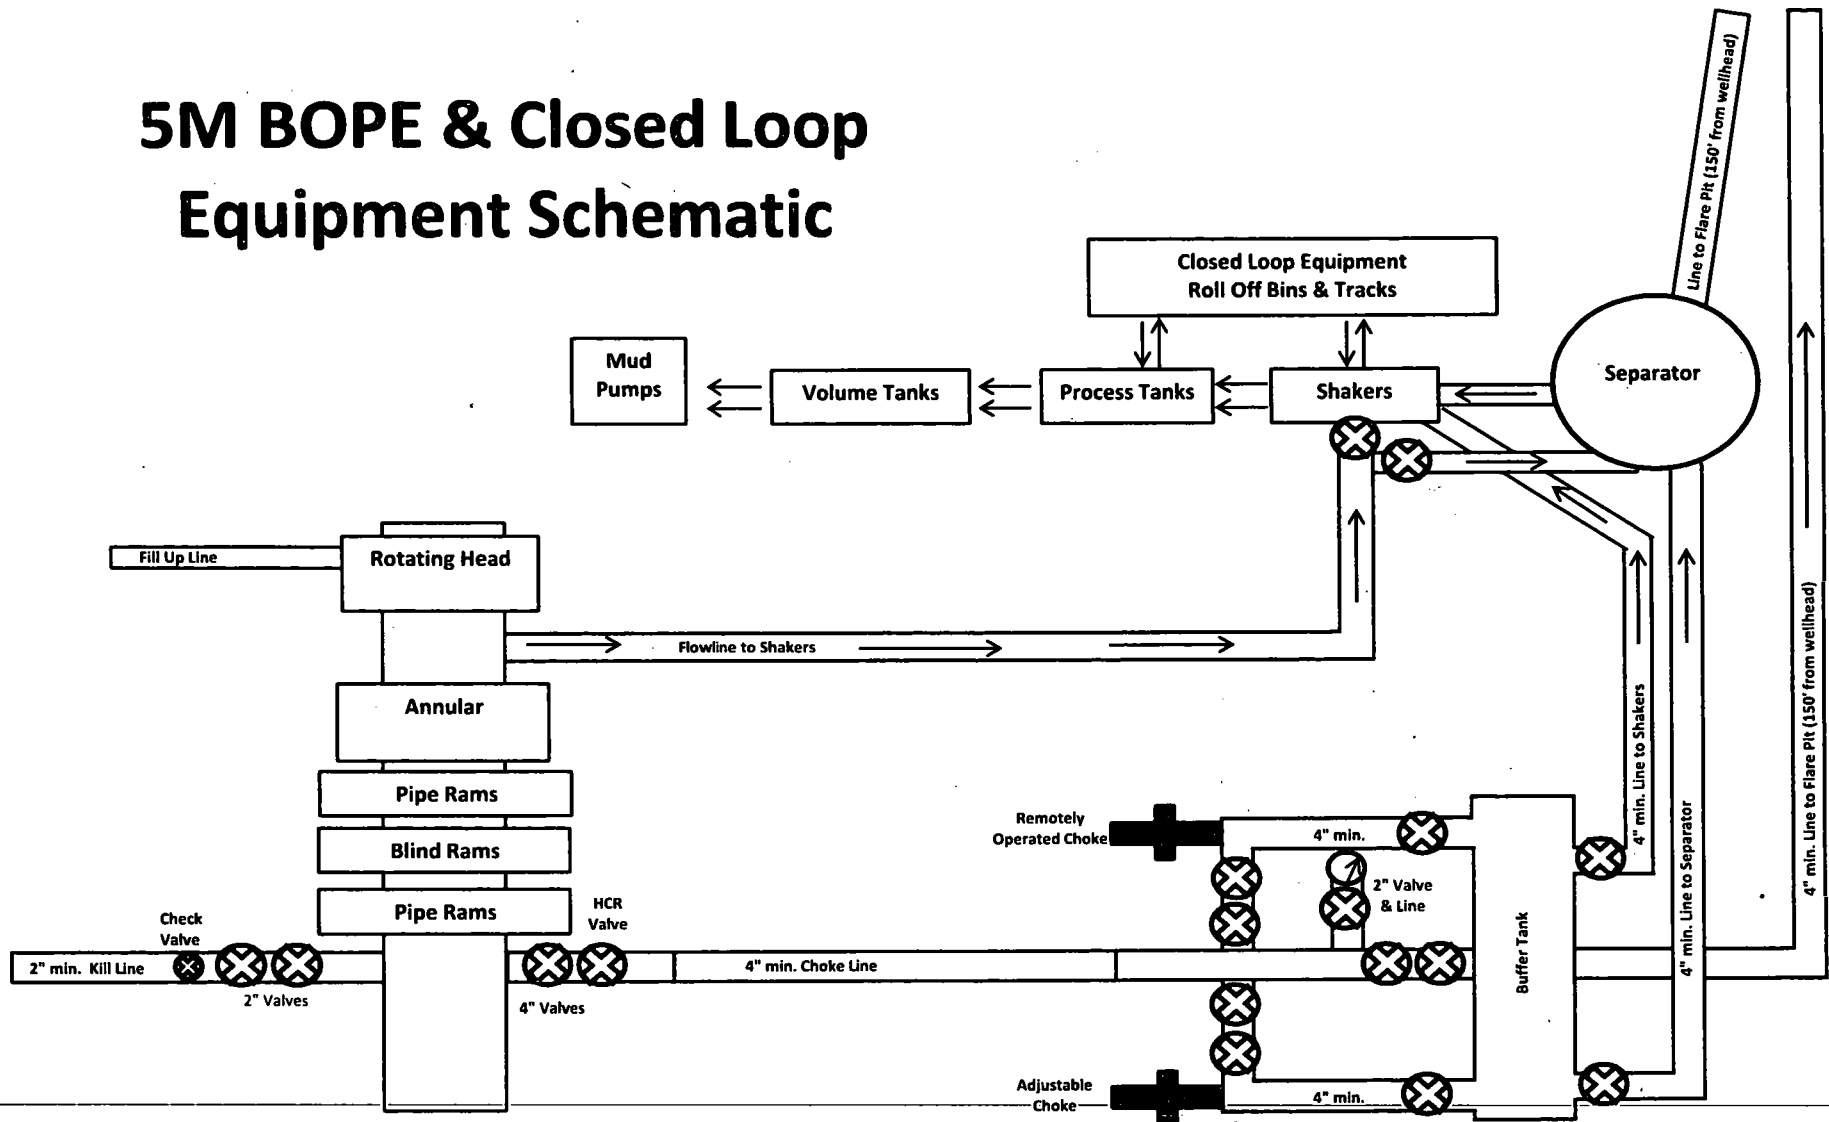 5M BOPE & Closed Loop
Equipment Schematic
Line to Flare Pit (150' from wellhead)
Closed Loop Equipment
Roll Off Bins & Tracks
Mud
Pumps
Volume Tanks
Process Tanks
Shakers
Separator
Fill Up Line
Rotating Head
Flowline to Shakers
Annular
Pipe Rams
Blind Rams
Pipe Rams
Check
Valve
HCR
Valve
2" min. Kill Line
2" Valves
4" Valves
4" min. Choke Line
Remotely
Operated Choke
4" min.
2" Valve
& Line
Buffer Tank
Adjustable
Choke
4" min.
4" min. Line to Shakers
4" min. Line to Separator
4" min. Line to Flare Pit (150' from wellhead)